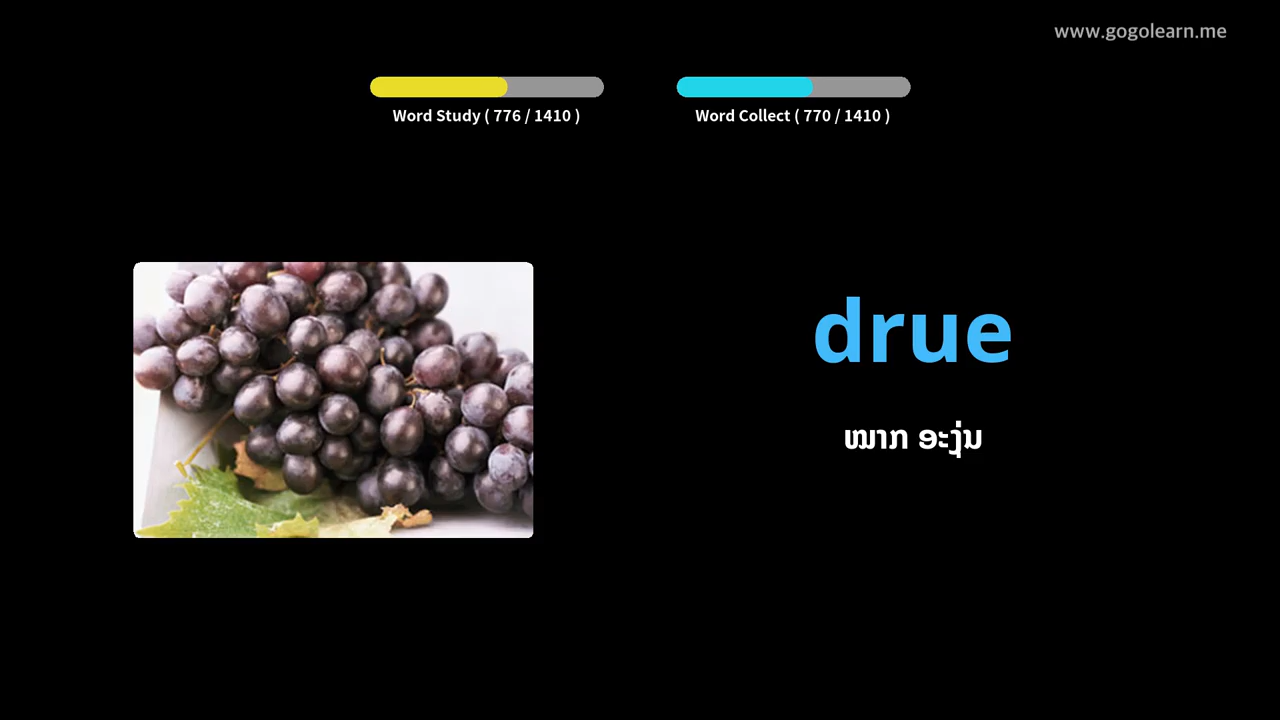 www.gogolearn.me
Word Study ( 776 / 1410 )
Word Collect ( 770 / 1410 )
drue
ໝາກ ອະງຸ່ນ